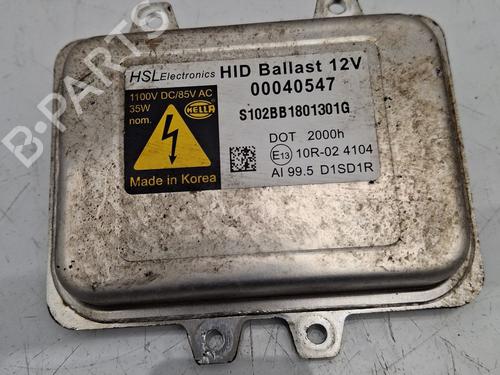 B-PARTS
HSL Electronics
HID Ballast 12V
00040547
1100V DC/85V AC
35W
nom.
HELLA
S102BB1801301G
DOT 2000h
E13 10R-02 4104
Al 99.5 D1SD1R
Made in Korea